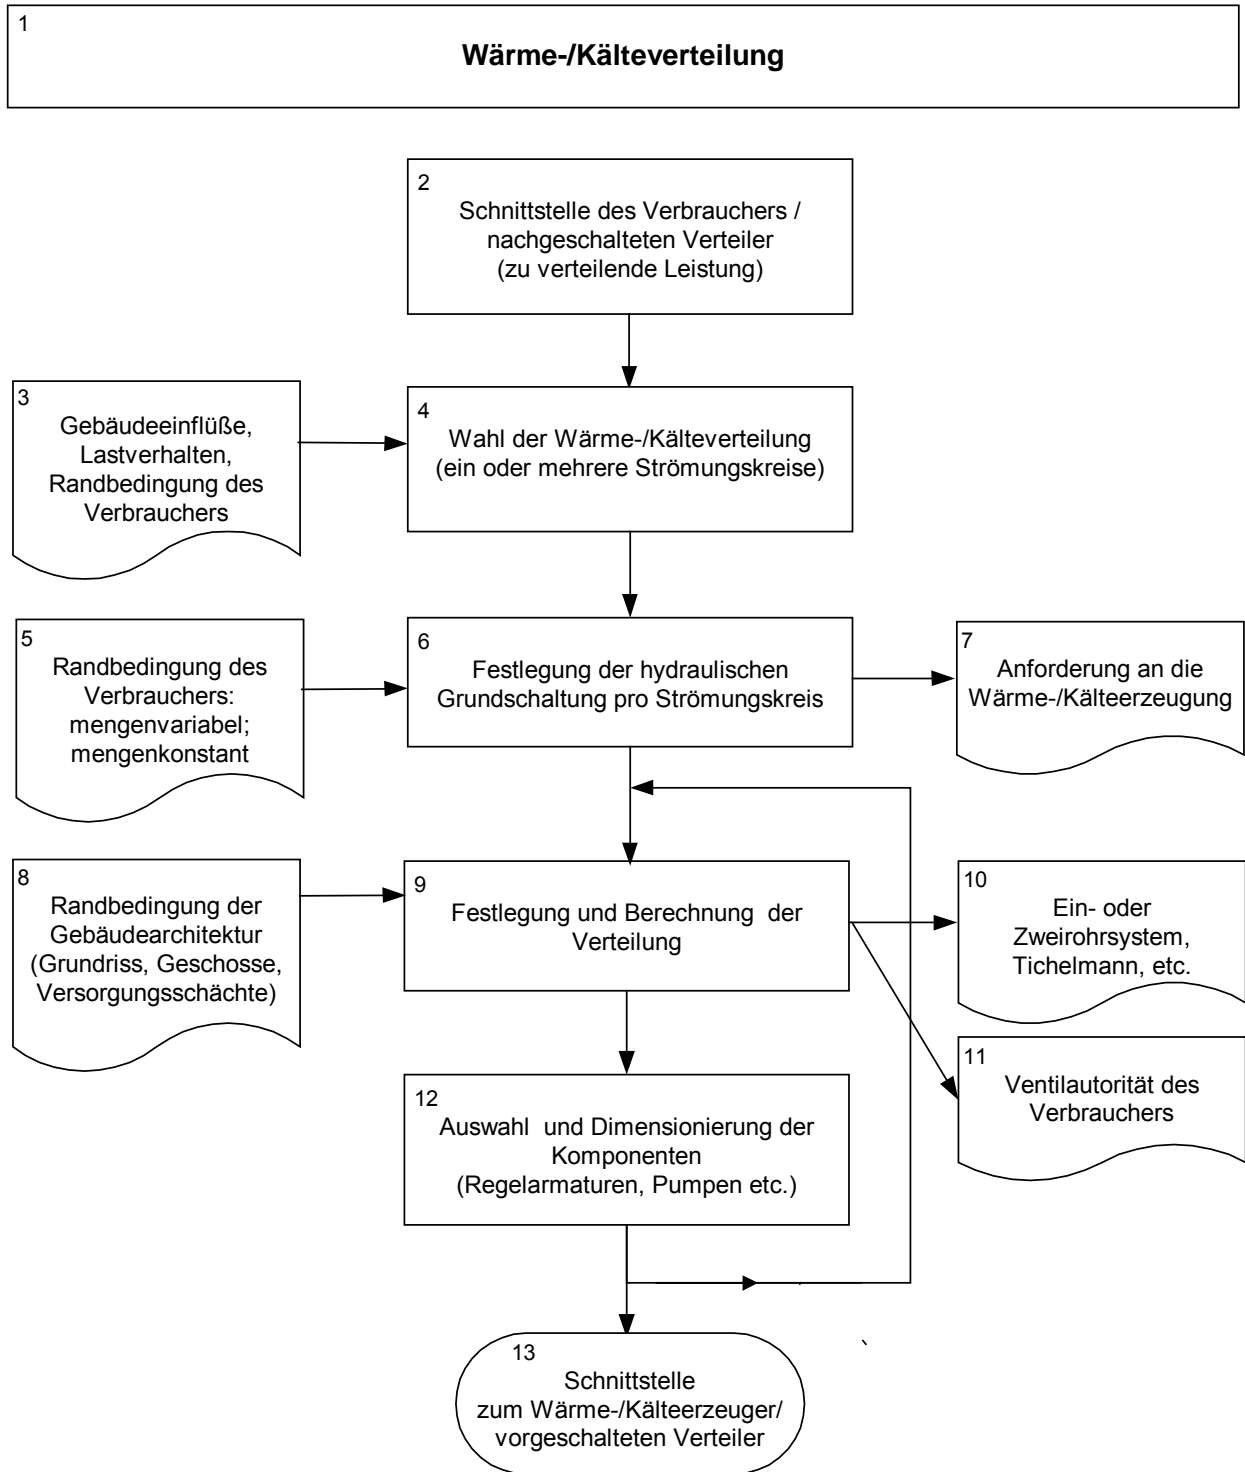 1
Wärme-/Kälteverteilung
2
Schnittstelle des Verbrauchers /
nachgeschalteten Verteiler
(zu verteilende Leistung)
3
Gebäudeeinflüße,
Lastverhalten,
Randbedingung des
Verbrauchers
4
Wahl der Wärme-/Kälteverteilung
(ein oder mehrere Strömungskreise)
5
Randbedingung des
Verbrauchers:
mengenvariabel;
mengenkonstant
6
Festlegung der hydraulischen
Grundschaltung pro Strömungskreis
7
Anforderung an die
Wärme-/Kälteerzeugung
8
Randbedingung der
Gebäudearchitektur
(Grundriss, Geschosse,
Versorgungsschächte)
9
Festlegung und Berechnung der
Verteilung
10
Ein- oder
Zweirohrsystem,
Tichelmann, etc.
11
Ventilautorität des
Verbrauchers
12
Auswahl und Dimensionierung der
Komponenten
(Regelarmaturen, Pumpen etc.)
13
Schnittstelle
zum Wärme-/Kälteerzeuger/
vorgeschalteten Verteiler